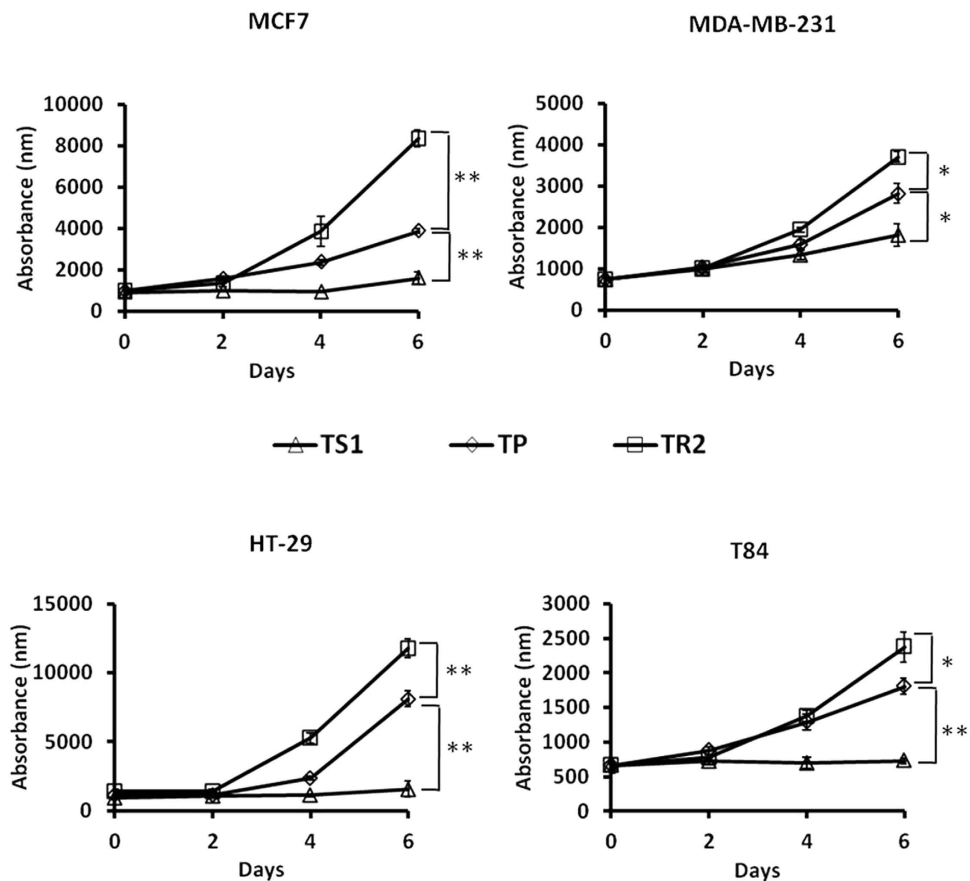 MCF7
Absorbance (nm)
10000
8000
6000
4000
2000
0
**
**
0 2 4 6
Days
MDA-MB-231
Absorbance (nm)
5000
4000
3000
2000
1000
0
*
*
0 2 4 6
Days
TS1 TP TR2
HT-29
Absorbance (nm)
15000
10000
5000
0
**
**
0 2 4 6
Days
T84
Absorbance (nm)
3000
2500
2000
1500
1000
500
0
*
**
0 2 4 6
Days